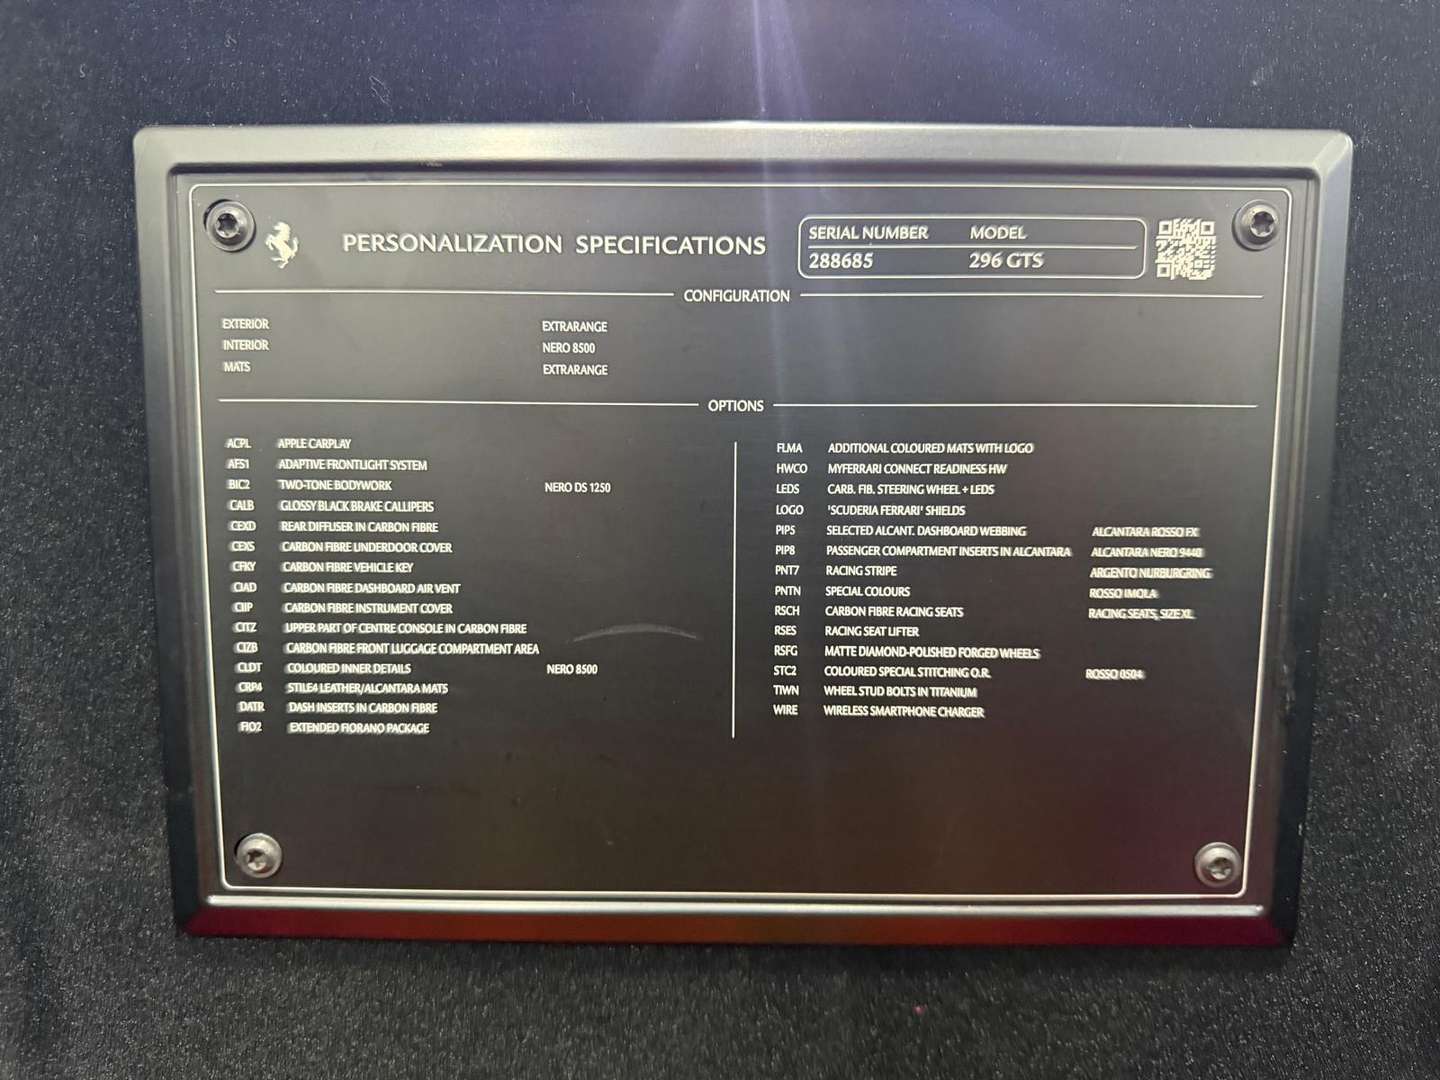 PERSONALIZATION SPECIFICATIONS
SERIAL NUMBER MODEL
288685 296 GTS
CONFIGURATION
EXTERIOR EXTRARANGE
INTERIOR NERO 8500
MATS EXTRARANGE
OPTIONS
ACPL APPLE CARPLAY
AFS1 ADAPTIVE FRONTLIGHT SYSTEM
BIC2 TWO-TONE BODYWORK NERO DS 1250
CALB GLOSSY BLACK BRAKE CALLIPERS
CEXD REAR DIFFUSER IN CARBON FIBRE
CEXS CARBON FIBRE UNDERDOOR COVER
CFKY CARBON FIBRE VEHICLE KEY
CIAD CARBON FIBRE DASHBOARD AIR VENT
CIIP CARBON FIBRE INSTRUMENT COVER
CITZ UPPER PART OF CENTRE CONSOLE IN CARBON FIBRE
CIZB CARBON FIBRE FRONT LUGGAGE COMPARTMENT AREA
CLDT COLOURED INNER DETAILS NERO 8500
CRP4 STILE4 LEATHER/ALCANTARA MATS
DATR DASH INSERTS IN CARBON FIBRE
FIO2 EXTENDED FIORANO PACKAGE
FLMA ADDITIONAL COLOURED MATS WITH LOGO
HWCO MYFERRARI CONNECT READINESS HW
LEDS CARB. FIB. STEERING WHEEL + LEDS
LOGO 'SCUDERIA FERRARI' SHIELDS
PIP5 SELECTED ALCANT. DASHBOARD WEBBING ALCANTARA ROSSO FX
PIP8 PASSENGER COMPARTMENT INSERTS IN ALCANTARA ALCANTARA NERO 9440
PNT7 RACING STRIPE ARGENTO NURBURGRING
PNTN SPECIAL COLOURS ROSSO IMOLA
RSCH CARBON FIBRE RACING SEATS RACING SEATS, SIZE XL
RSES RACING SEAT LIFTER
RSFG MATTE DIAMOND-POLISHED FORGED WHEELS
STC2 COLOURED SPECIAL STITCHING O.R. ROSSO 0504
TIWN WHEEL STUD BOLTS IN TITANIUM
WIRE WIRELESS SMARTPHONE CHARGER